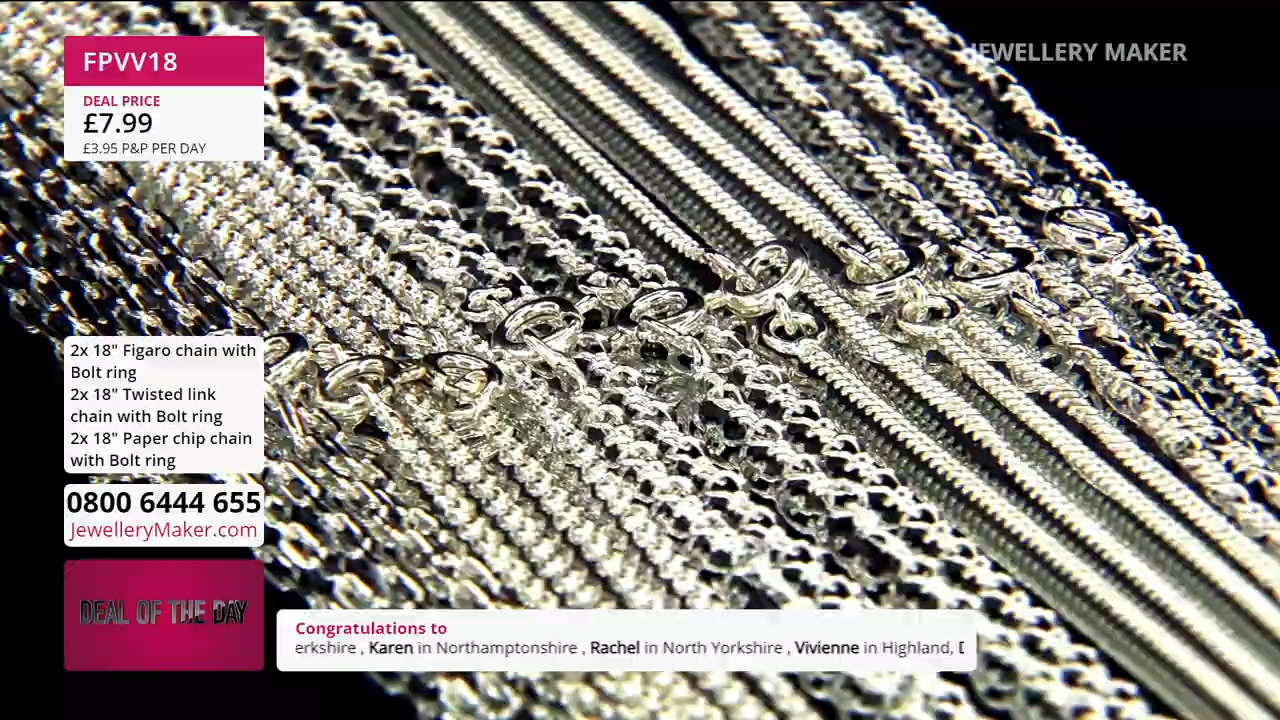 FPVV18
DEAL PRICE
£7.99
£3.95 P&P PER DAY
JEWELLERY MAKER
2x 18" Figaro chain with
Bolt ring
2x 18" Twisted link
chain with Bolt ring
2x 18" Paper chip chain
with Bolt ring
0800 6444 655
JewelleryMaker.com
DEAL OF THE DAY
Congratulations to
erkshire , Karen in Northamptonshire , Rachel in North Yorkshire , Vivienne in Highland,